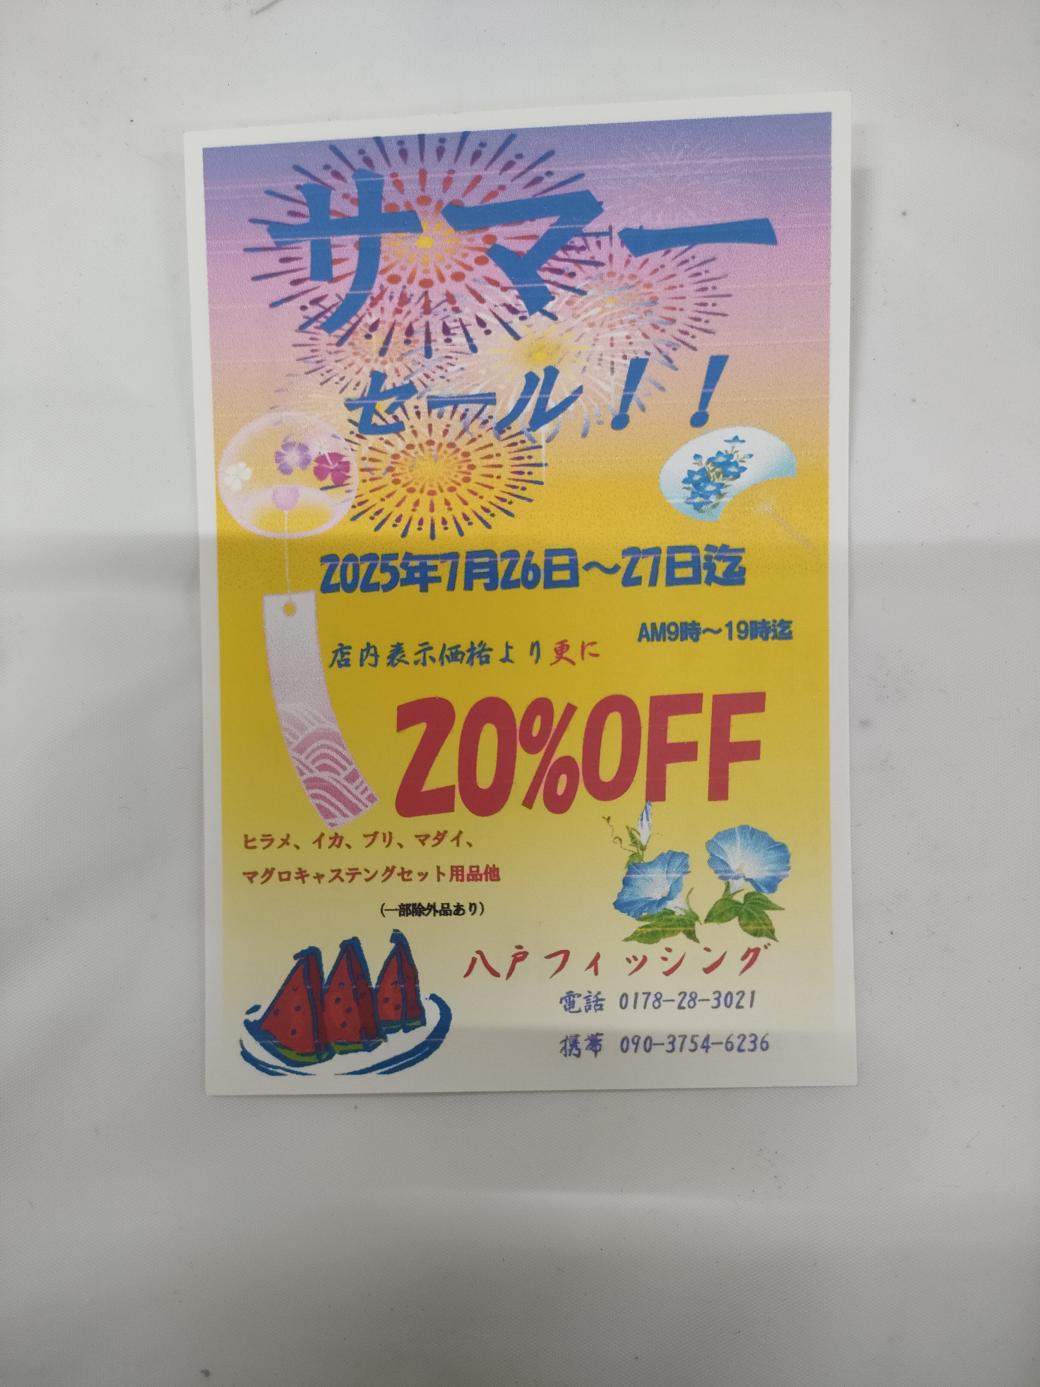 サマー
セール！！
2025年7月26日～27日迄
AM9時～19時迄
店内表示価格より更に
20%OFF
ヒラメ、イカ、ブリ、マダイ、
マグロキャステングセット用品他
（一部除外品あり）
八戸フィッシング
電話 0178-28-3021
携帯 090-3754-6236